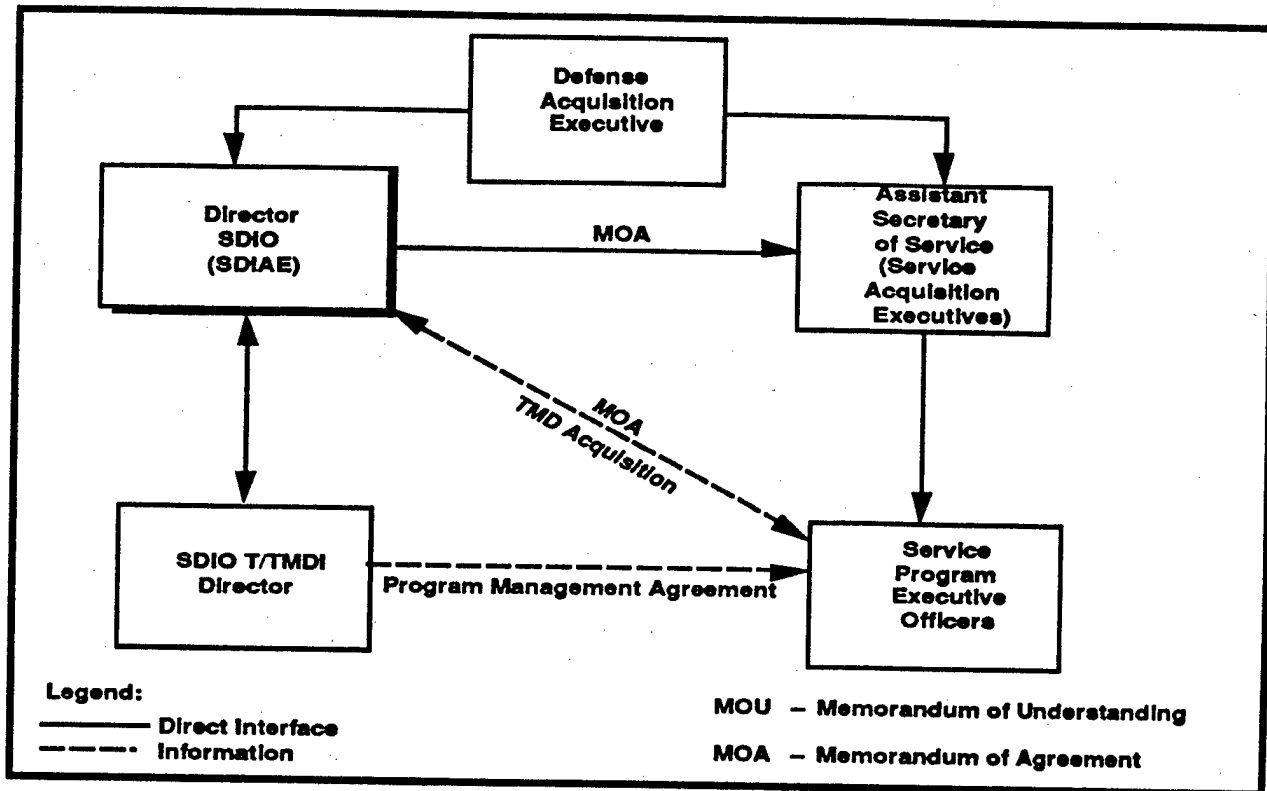 Defense
Acquisition
Executive
Director
SDIO
(SDIAE)
MOA
Assistant
Secretary
of Service
(Service
Acquisition
Executives)
MOA
TMD Acquisition
SDIO T/TMDI
Director
Program Management Agreement
Service
Program
Executive
Officers
Legend:
Direct Interface
Information
MOU – Memorandum of Understanding
MOA – Memorandum of Agreement